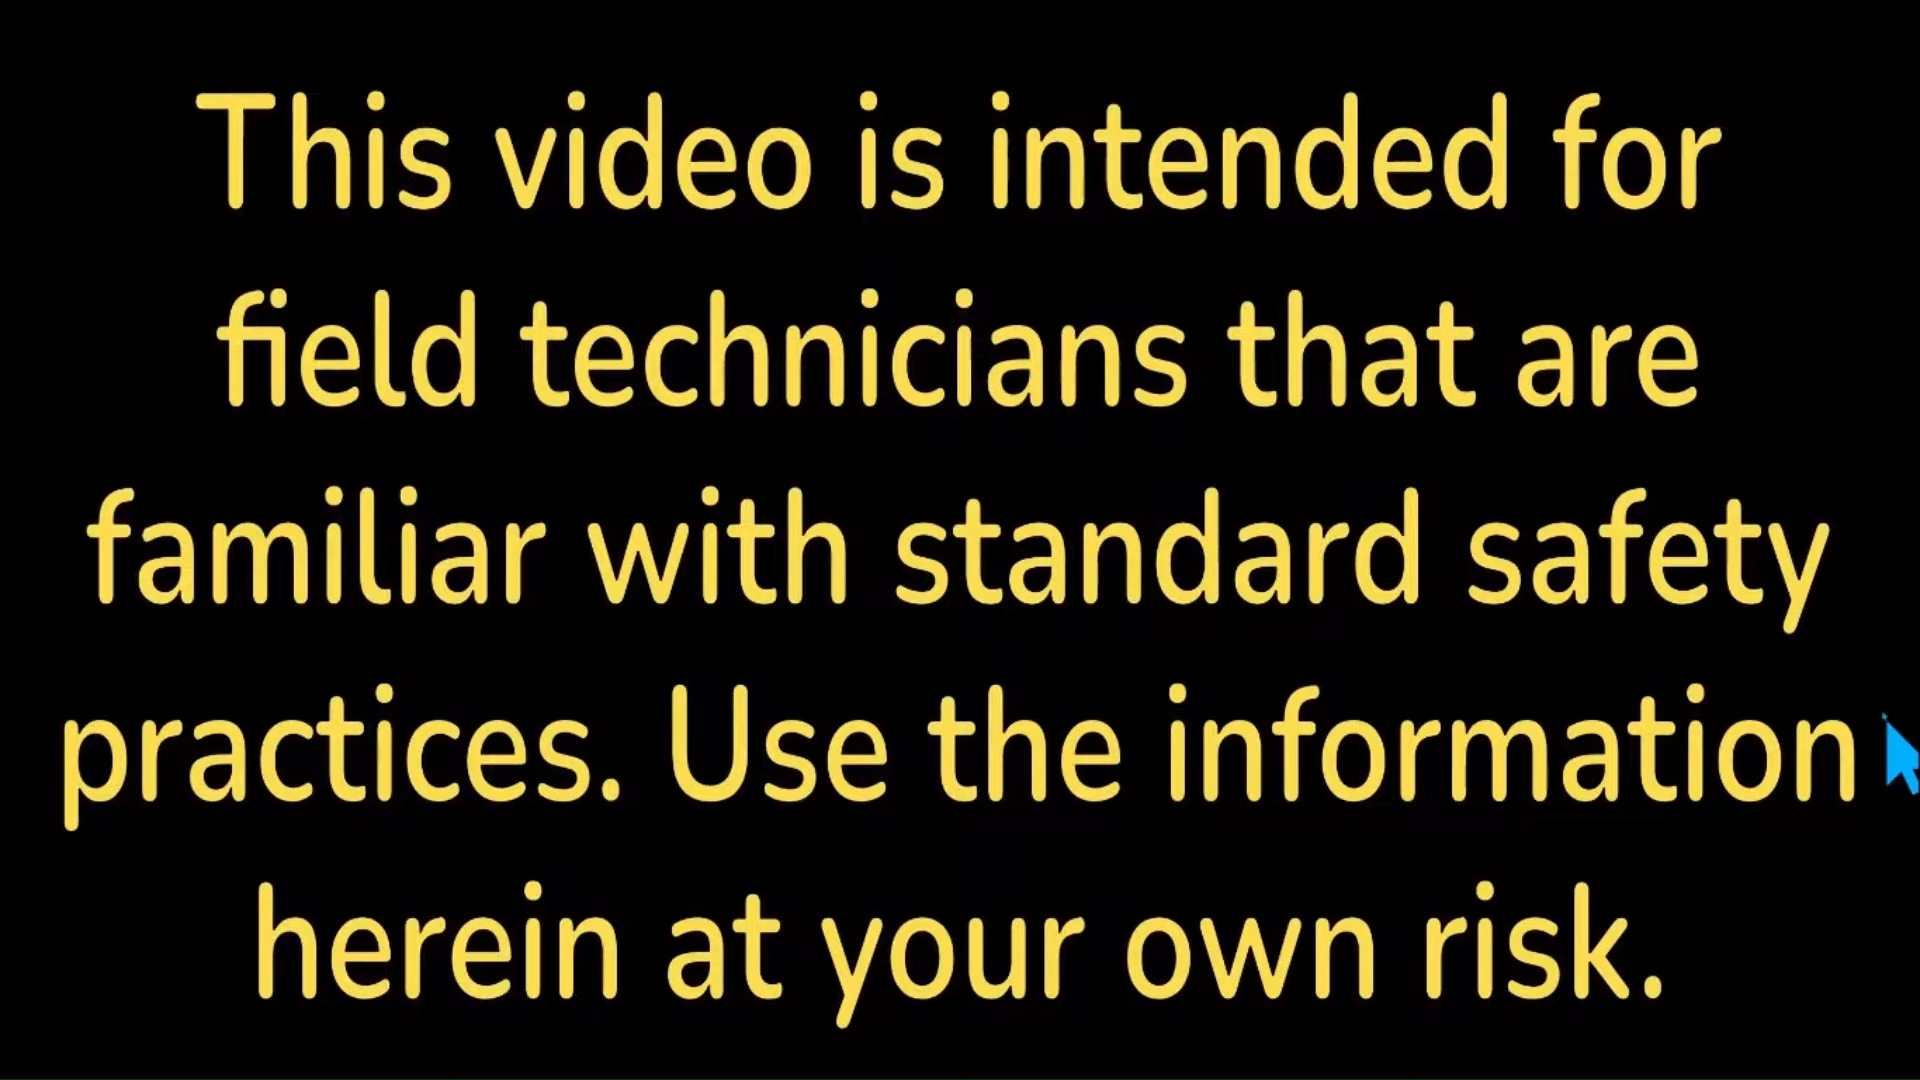 This video is intended for
field technicians that are
familiar with standard safety
practices. Use the information
herein at your own risk.